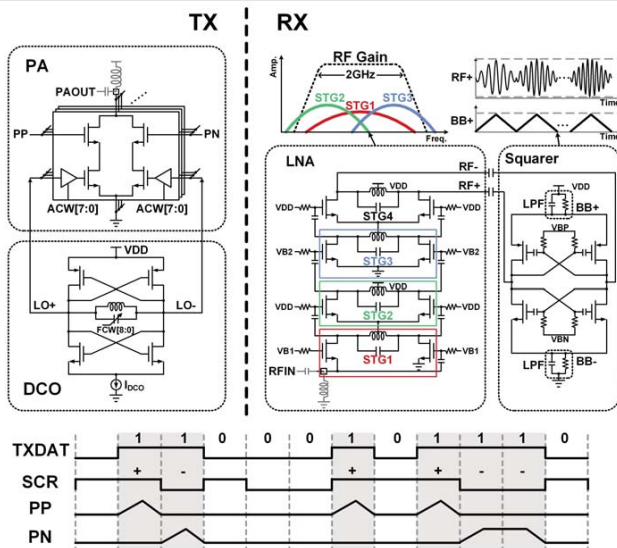 TX
RX
PA
PAOUT
PP
PN
ACW[7:0]
ACW[7:0]
VDD
LO+
LO-
FCW[8:0]
DCO
IDCO
Amp.
RF Gain
2GHz
STG2
STG3
STG1
Freq.
RF+
Time
BB+
Time
LNA
RF-
RF+
VDD
VDD
VDD
STG4
VB2
VB2
STG3
VDD
VDD
VDD
STG2
VB1
VB1
STG1
RFIN
Squarer
VDD
LPF
BB+
VBP
VBN
LPF
BB-
1 1 0 0 0 1 0 1 1 1 0
TXDAT
+ - + + - -
SCR
PP
PN